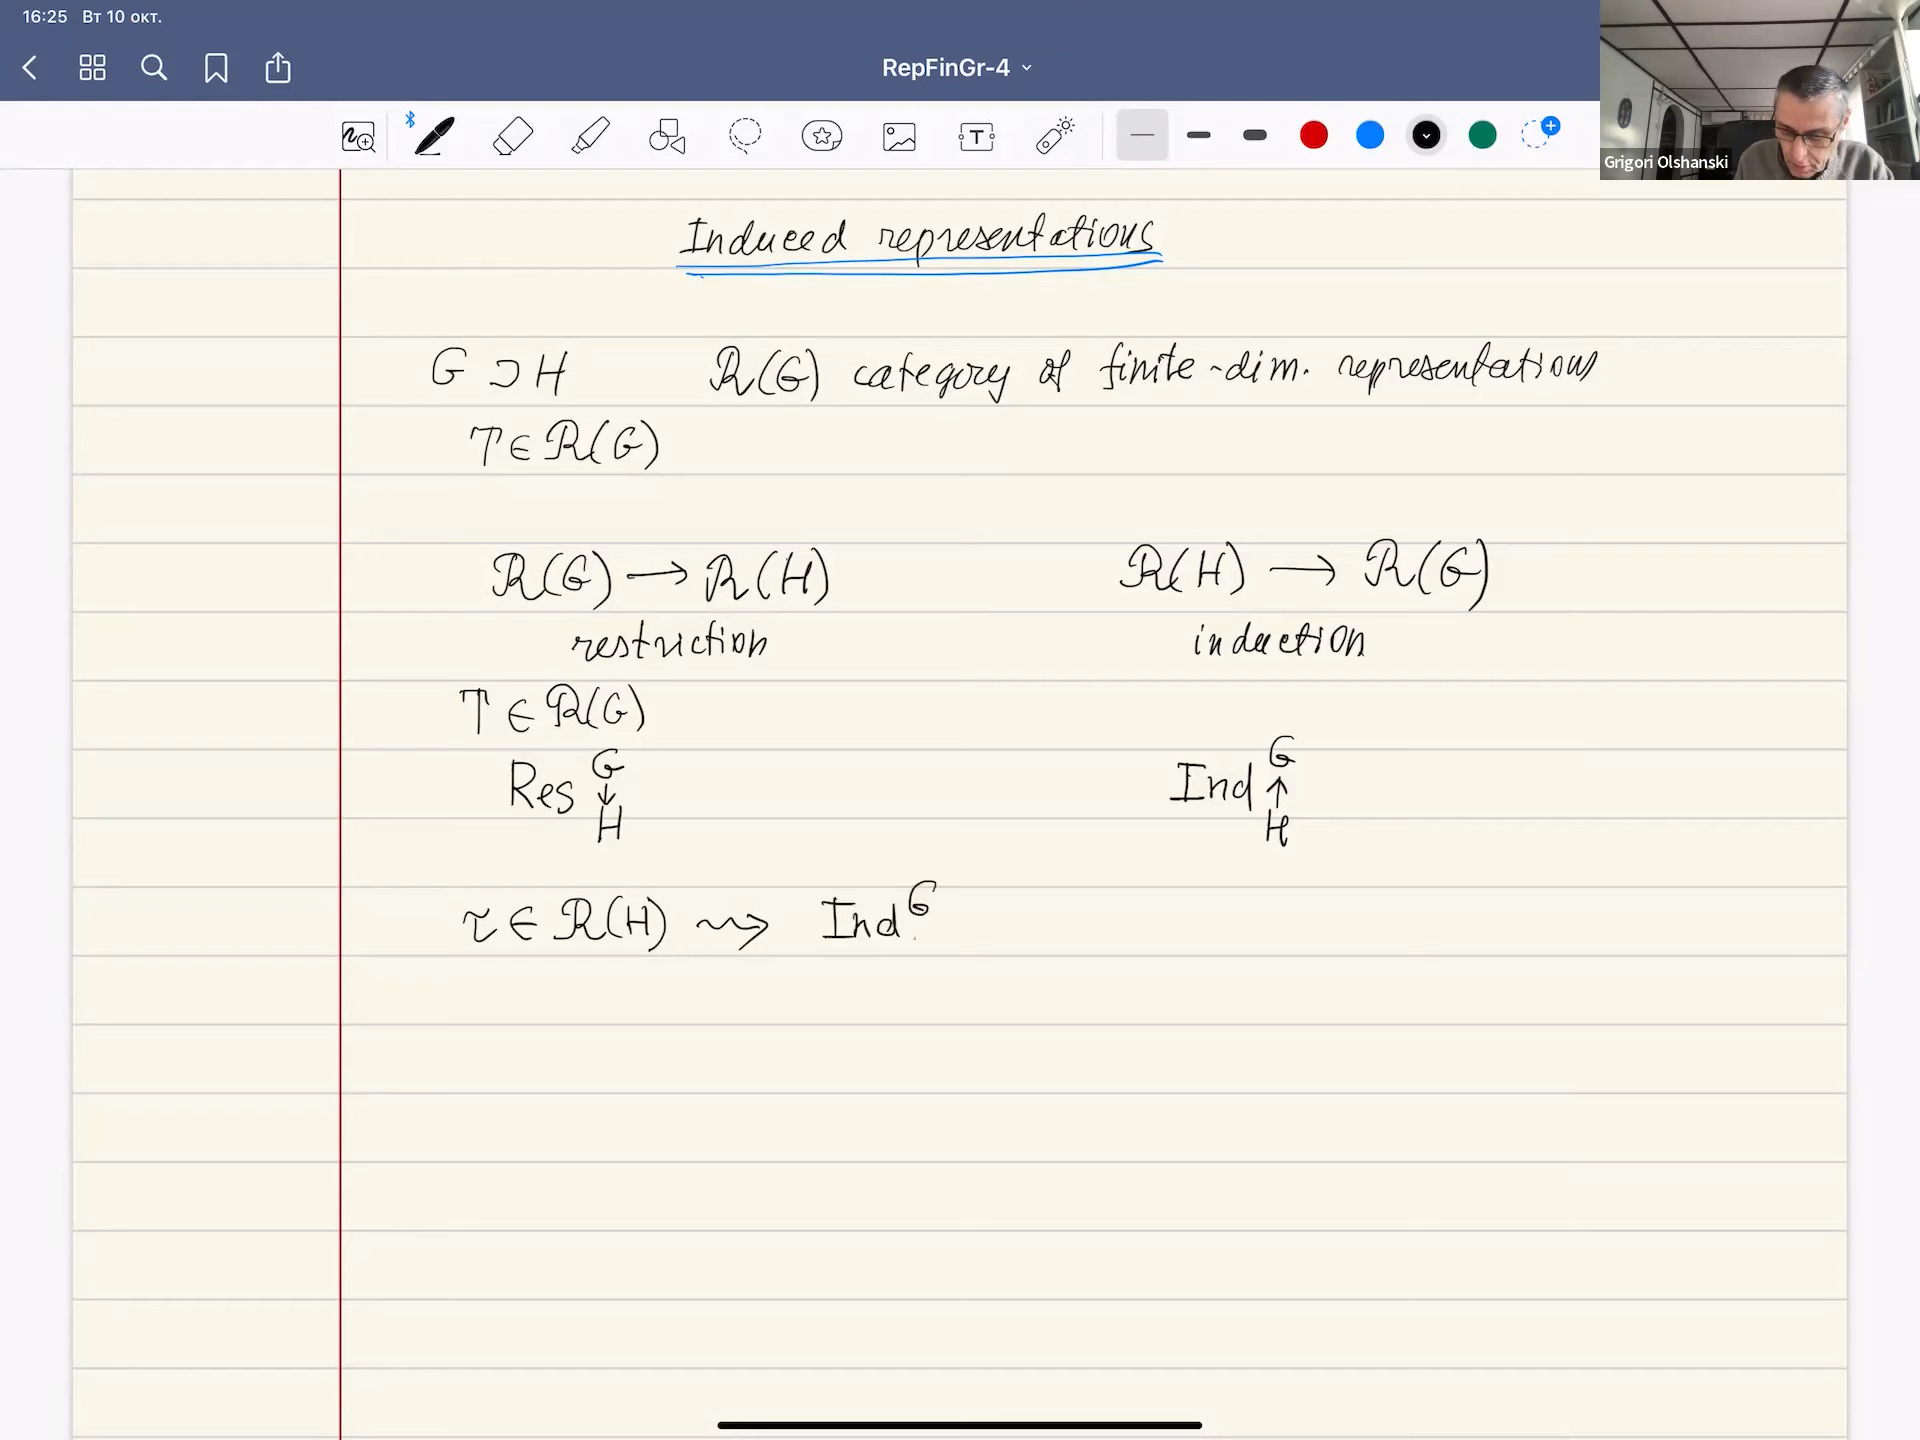 16:25 Вт 10 окт.
RepFinGr-4
Grigori Olshanski
Induced representations
G ⊃ H ℛ(G) category of finite-dim. representations
T ∈ ℛ(G)
ℛ(G) → ℛ(H) ℛ(H) → ℛ(G)
restriction induction
T ∈ ℛ(G)
Res G ↓ H Ind G ↑ H
τ ∈ ℛ(H) ⇝ Ind G